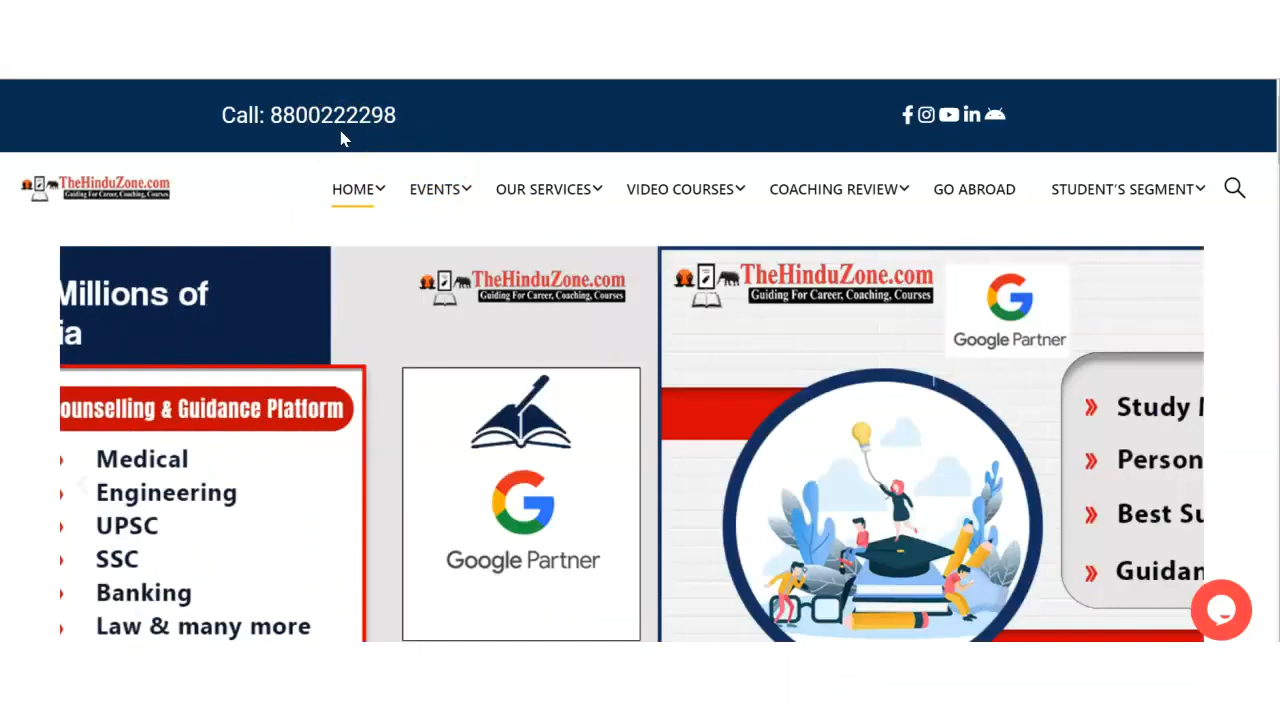 Call: 8800222298
TheHinduZone.com
Guiding For Career, Coaching, Courses
HOME EVENTS OUR SERVICES VIDEO COURSES COACHING REVIEW GO ABROAD STUDENT'S SEGMENT
Millions of
ia
ounselling & Guidance Platform
Medical
Engineering
UPSC
SSC
Banking
Law & many more
TheHinduZone.com
Guiding For Career, Coaching, Courses
Google Partner
TheHinduZone.com
Guiding For Career, Coaching, Courses
Google Partner
Study
Person
Best Su
Guidan